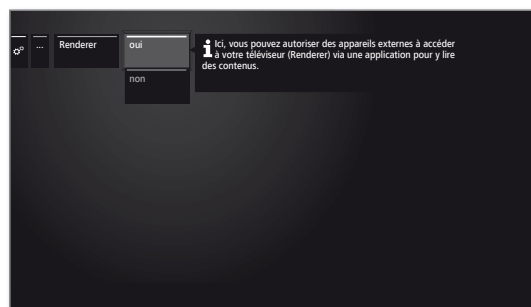 ... Renderer oui
i Ici, vous pouvez autoriser des appareils externes à accéder
à votre téléviseur (Renderer) via une application pour y lire
des contenus.
non